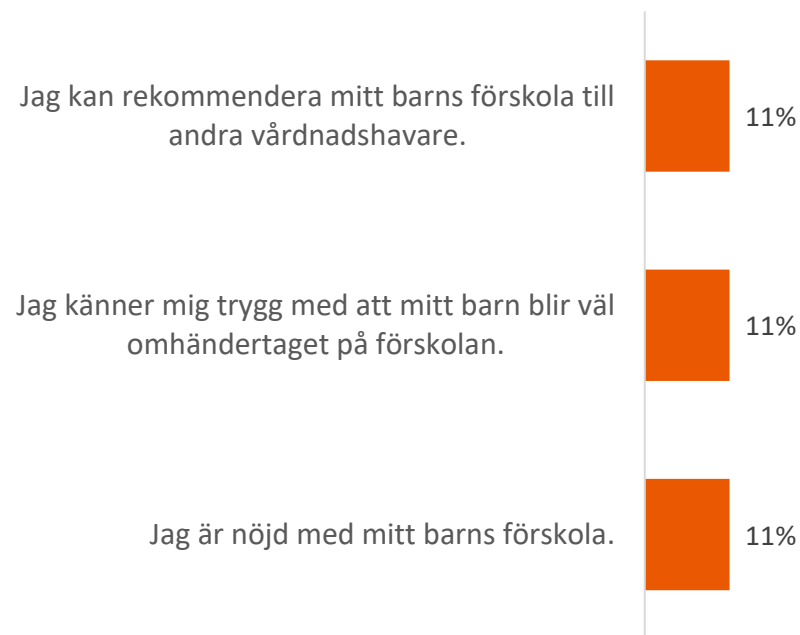 Jag kan rekommendera mitt barns förskola till
andra vårdnadshavare.
11%
Jag känner mig trygg med att mitt barn blir väl
omhändertaget på förskolan.
11%
Jag är nöjd med mitt barns förskola.
11%